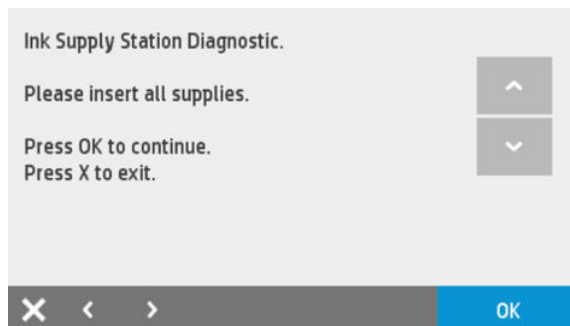 Ink Supply Station Diagnostic.
Please insert all supplies.
Press OK to continue.
Press X to exit.
OK